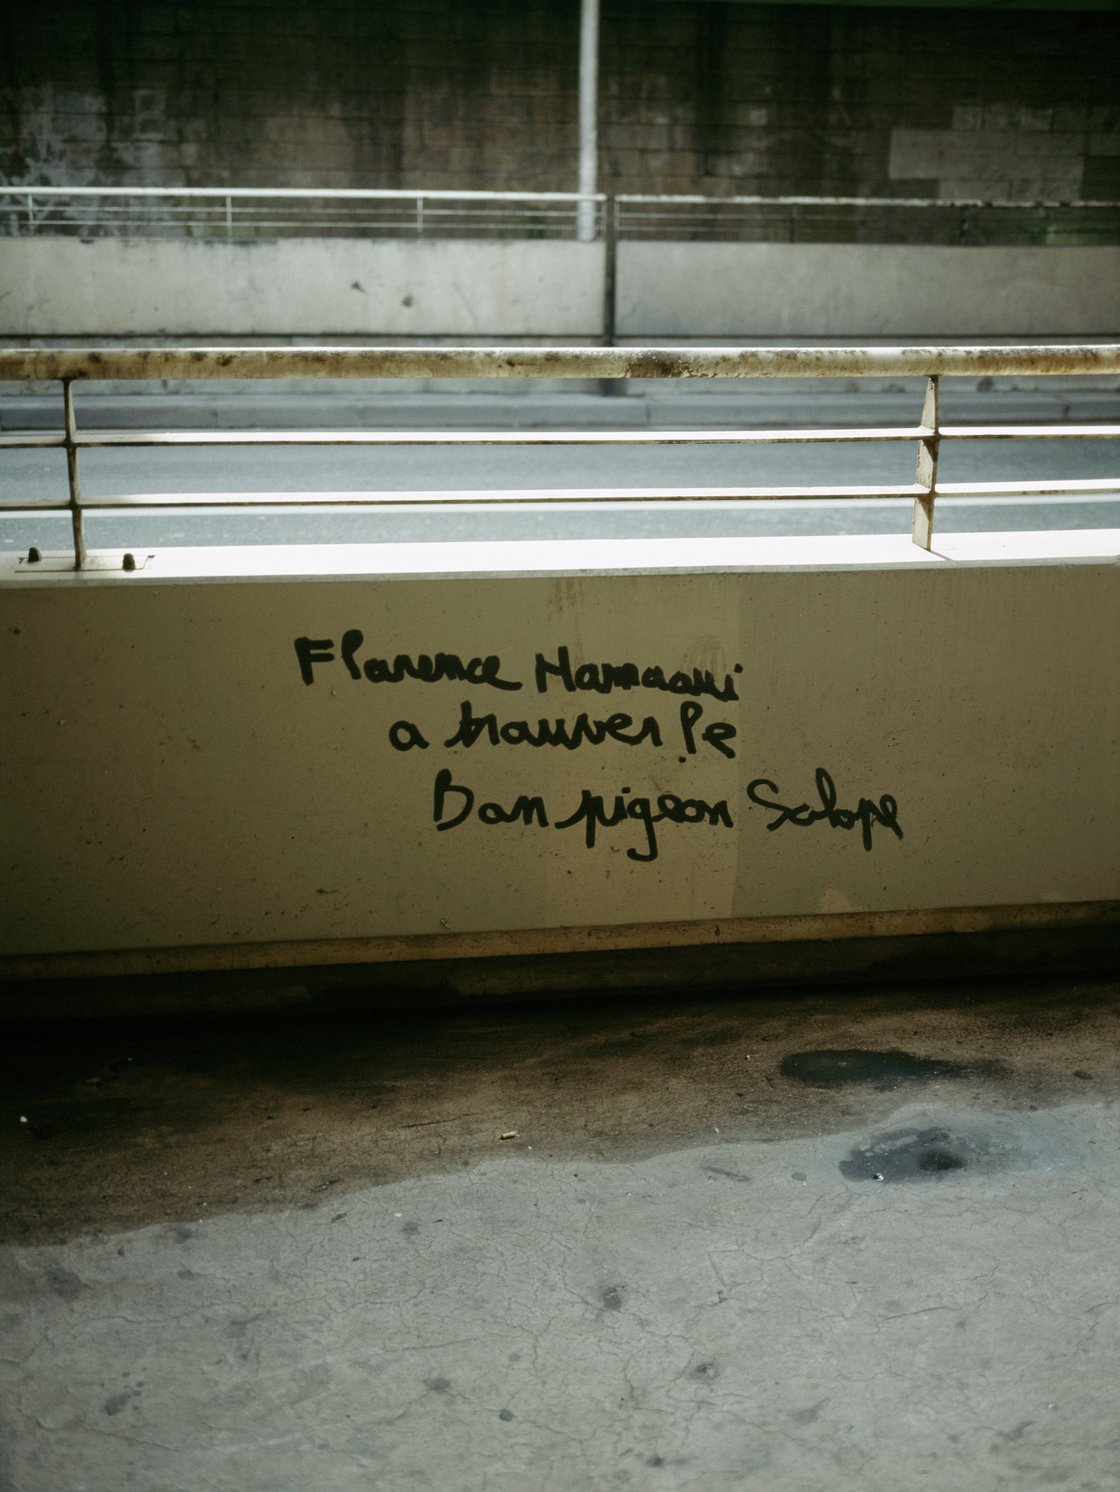 Florence Hamaoui
a trouver le
Bon pigeon Salope